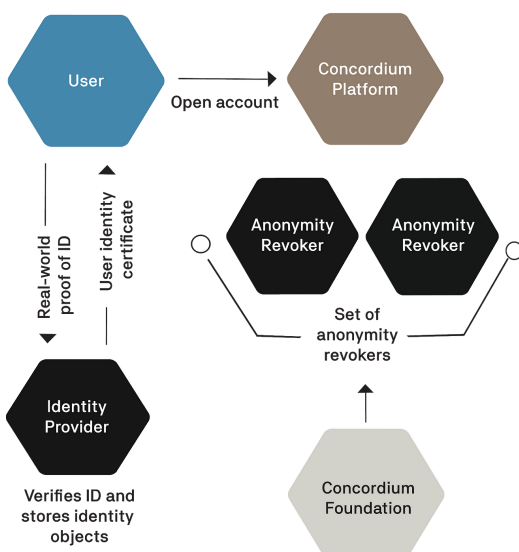 User
Concordium
Platform
Open account
Real-world
proof of ID
User identity
certificate
Anonymity
Revoker
Anonymity
Revoker
Set of
anonymity
revokers
Identity
Provider
Verifies ID and
stores identity
objects
Concordium
Foundation